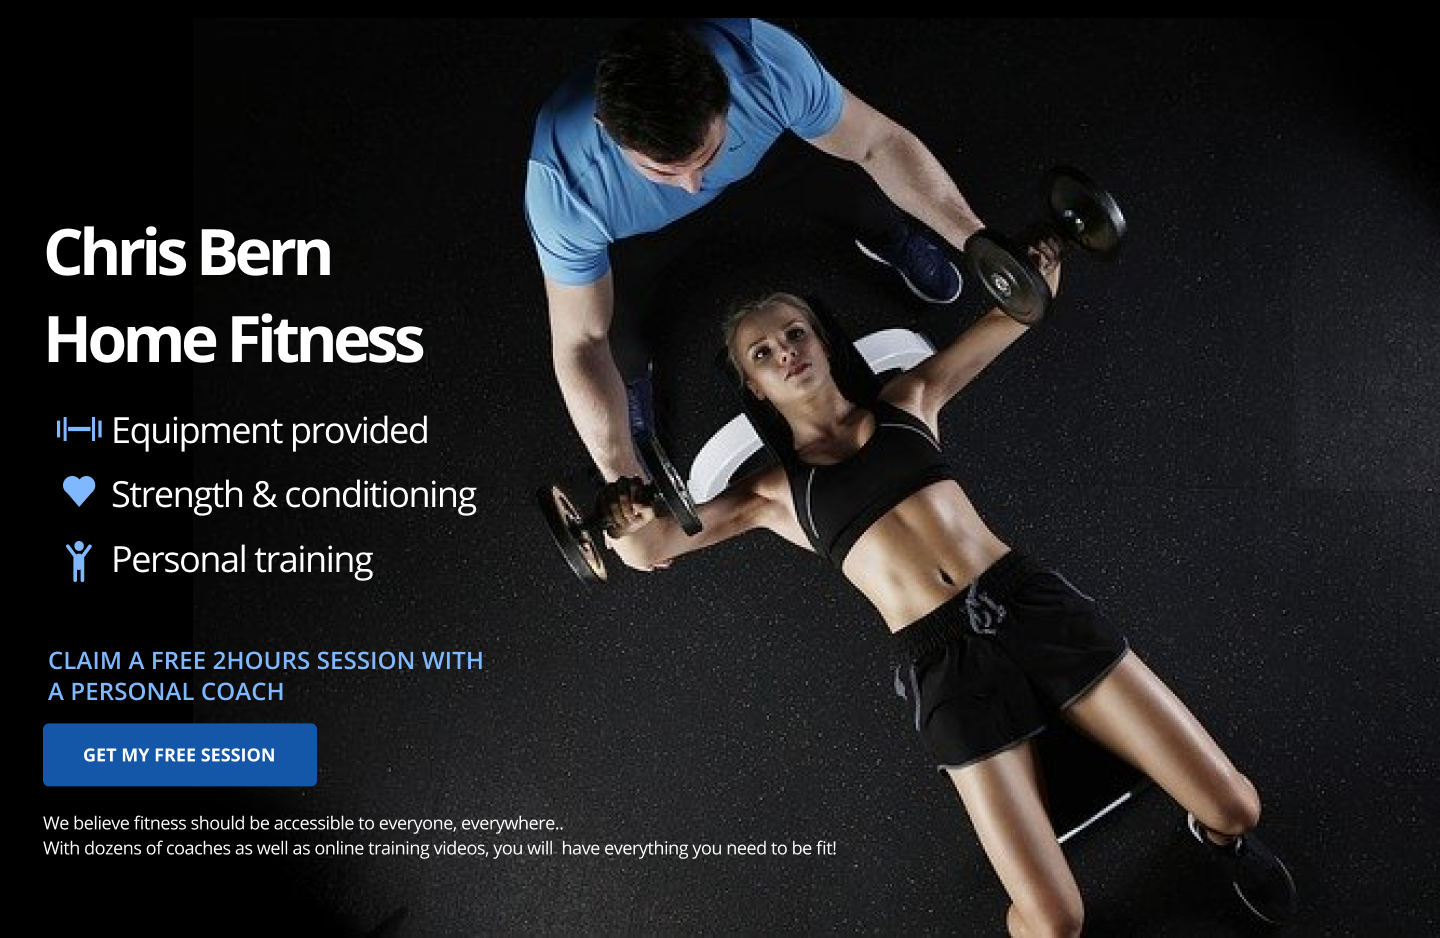 Chris Bern
Home Fitness
Equipment provided
Strength & conditioning
Personal training
CLAIM A FREE 2HOURS SESSION WITH
A PERSONAL COACH
GET MY FREE SESSION
We believe fitness should be accessible to everyone, everywhere..
With dozens of coaches as well as online training videos, you will  have everything you need to be fit!